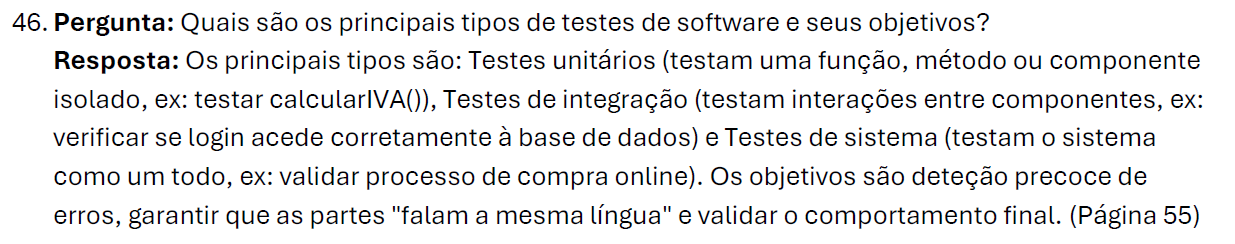 46. Pergunta: Quais são os principais tipos de testes de software e seus objetivos?
Resposta: Os principais tipos são: Testes unitários (testam uma função, método ou componente
isolado, ex: testar calcularIVA()), Testes de integração (testam interações entre componentes, ex:
verificar se login acede corretamente à base de dados) e Testes de sistema (testam o sistema
como um todo, ex: validar processo de compra online). Os objetivos são deteção precoce de
erros, garantir que as partes "falam a mesma língua" e validar o comportamento final. (Página 55)